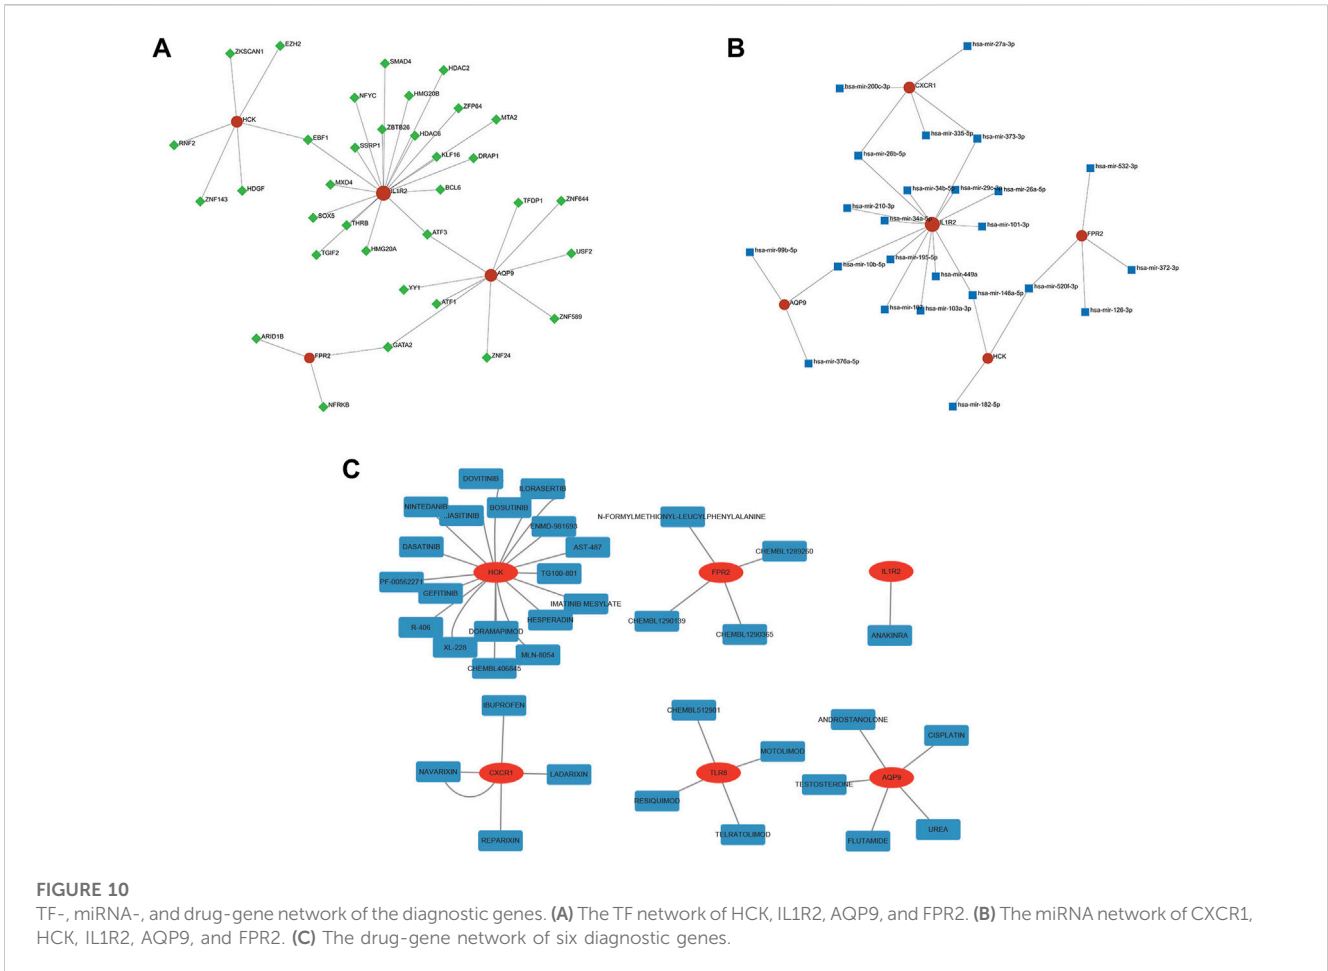 A
B
ZKSCAN1
EZH2
HCK
RNF2
EBF1
HDGF
ZNF143
SMAD4
HDAC2
NFYC
HMG20B
ZFP64
MTA2
ZBTB26
HDAC6
SSRP1
KLF16
DRAP1
MXD4
IL1R2
BCL6
SOX5
THRB
TGIF2
HMG20A
ATF3
TFDP1
ZNF644
USF2
AQP9
YY1
ATF1
ZNF589
GATA2
ZNF24
ARID1B
FPR2
NFRKB
hsa-mir-27a-3p
hsa-mir-200c-3p
CXCR1
hsa-mir-335-5p
hsa-mir-373-3p
hsa-mir-26b-5p
hsa-mir-532-3p
hsa-mir-34b-5p
hsa-mir-29c-3p
hsa-mir-26a-5p
hsa-mir-210-3p
hsa-mir-34a-5p
IL1R2
hsa-mir-101-3p
FPR2
hsa-mir-99b-5p
hsa-mir-10b-5p
hsa-mir-195-5p
hsa-mir-449a
hsa-mir-372-3p
hsa-mir-146a-5p
hsa-mir-520f-3p
AQP9
hsa-mir-103a-3p
hsa-mir-126-3p
hsa-mir-376a-5p
HCK
hsa-mir-182-5p
C
DOVITINIB
ILORASERTIB
NINTEDANIB
BOSUTINIB
ENMD-981693
DASATINIB
AST-487
HCK
TG100-801
PF-00562271
GEFITINIB
IMATINIB MESYLATE
HESPERADIN
R-406
DORAMAPIMOD
XL-228
MLN-8054
CHEMBL406845
N-FORMYLMETHIONYL-LEUCYLPHENYLALANINE
CHEMBL1289260
FPR2
CHEMBL1290139
CHEMBL1290365
IL1R2
ANAKINRA
IBUPROFEN
NAVARIXIN
CXCR1
LADARIXIN
REPARIXIN
CHEMBL512901
MOTOLIMOD
TLR8
RESIQUIMOD
TELRATOLIMOD
ANDROSTANOLONE
CISPLATIN
TESTOSTERONE
AQP9
FLUTAMIDE
UREA
FIGURE 10
TF-, miRNA-, and drug-gene network of the diagnostic genes. (A) The TF network of HCK, IL1R2, AQP9, and FPR2. (B) The miRNA network of CXCR1,
HCK, IL1R2, AQP9, and FPR2. (C) The drug-gene network of six diagnostic genes.